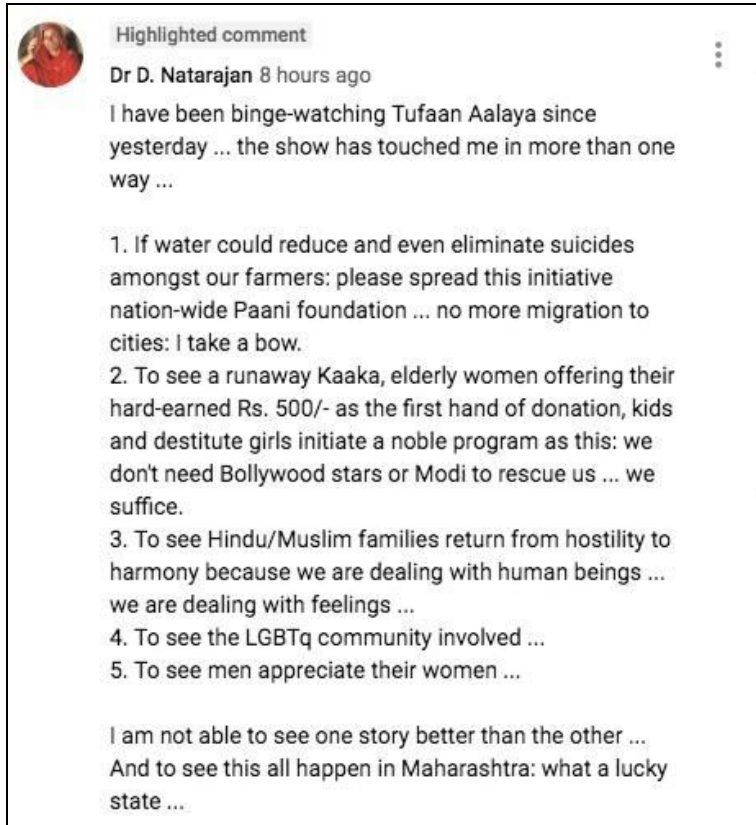 Highlighted comment
Dr D. Natarajan 8 hours ago
I have been binge-watching Tufaan Aalaya since
yesterday ... the show has touched me in more than one
way ...
1. If water could reduce and even eliminate suicides
amongst our farmers: please spread this initiative
nation-wide Paani foundation ... no more migration to
cities: I take a bow.
2. To see a runaway Kaaka, elderly women offering their
hard-earned Rs. 500/- as the first hand of donation, kids
and destitute girls initiate a noble program as this: we
don't need Bollywood stars or Modi to rescue us ... we
suffice.
3. To see Hindu/Muslim families return from hostility to
harmony because we are dealing with human beings ...
we are dealing with feelings ...
4. To see the LGBTq community involved ...
5. To see men appreciate their women ...
I am not able to see one story better than the other ...
And to see this all happen in Maharashtra: what a lucky
state ...